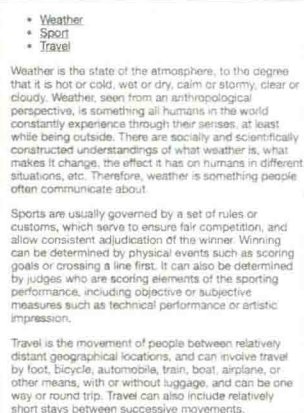 • Weather
• Sport
• Travel
Weather is the state of the atmosphere, to the degree
that it is hot or cold, wet or dry, calm or stormy, clear or
cloudy. Weather, seen from an anthropological
perspective, is something all humans in the world
constantly experience through their senses, at least
while being outside. There are socially and scientifically
constructed understandings of what weather is, what
makes it change, the effect it has on humans in different
situations, etc. Therefore, weather is something people
often communicate about.
Sports are usually governed by a set of rules or
customs, which serve to ensure fair competition, and
allow consistent adjudication of the winner. Winning
can be determined by physical events such as scoring
goals or crossing a line first. It can also be determined
by judges who are scoring elements of the sporting
performance, including objective or subjective
measures such as technical performance or artistic
impression.
Travel is the movement of people between relatively
distant geographical locations, and can involve travel
by foot, bicycle, automobile, train, boat, airplane, or
other means, with or without luggage, and can be one
way or round trip. Travel can also include relatively
short stays between successive movements.